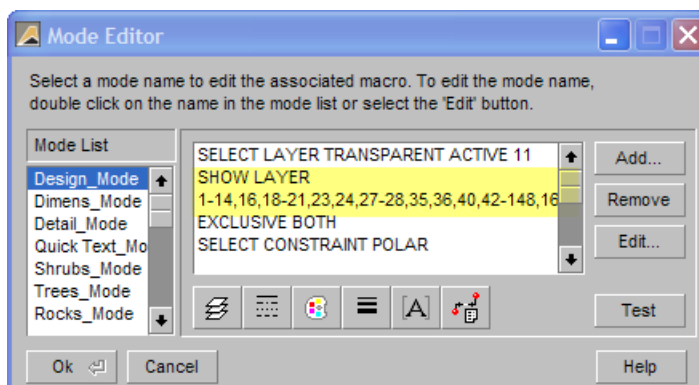 Mode Editor
Select a mode name to edit the associated macro. To edit the mode name,
double click on the name in the mode list or select the 'Edit' button.
Mode List
Design_Mode
Dimens_Mode
Detail_Mode
Quick Text_Mo
Shrubs_Mode
Trees_Mode
Rocks_Mode
SELECT LAYER TRANSPARENT ACTIVE 11
SHOW LAYER
1-14,16,18-21,23,24,27-28,35,36,40,42-148,16
EXCLUSIVE BOTH
SELECT CONSTRAINT POLAR
[A]
Add...
Remove
Edit...
Test
Ok
Cancel
Help